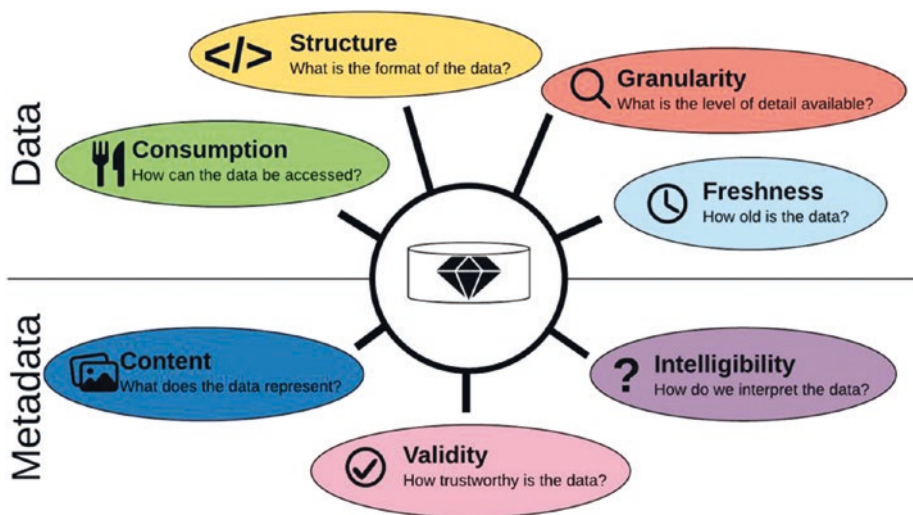 Data
</>
Structure
What is the format of the data?
Granularity
What is the level of detail available?
Consumption
How can the data be accessed?
Freshness
How old is the data?
Metadata
Content
What does the data represent?
?
Intelligibility
How do we interpret the data?
Validity
How trustworthy is the data?